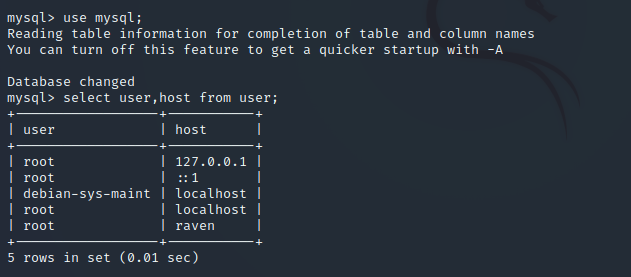 mysql> use mysql;
Reading table information for completion of table and column names
You can turn off this feature to get a quicker startup with -A
Database changed
mysql> select user,host from user;
+------------------+-----------+
| user             | host      |
+------------------+-----------+
| root             | 127.0.0.1 |
| root             | ::1       |
| debian-sys-maint | localhost |
| root             | localhost |
| root             | raven     |
+------------------+-----------+
5 rows in set (0.01 sec)